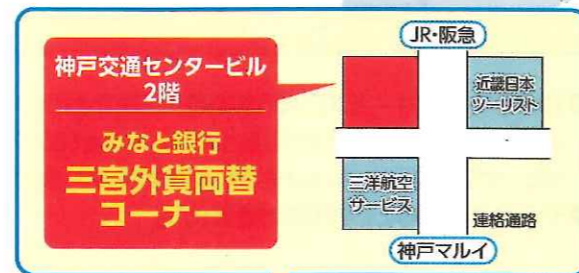 神戸交通センタービル
2階
みなと銀行
三宮外貨両替
コーナー
JR・阪急
近畿日本
ツーリスト
三洋航空
サービス
連絡通路
神戸マルイ